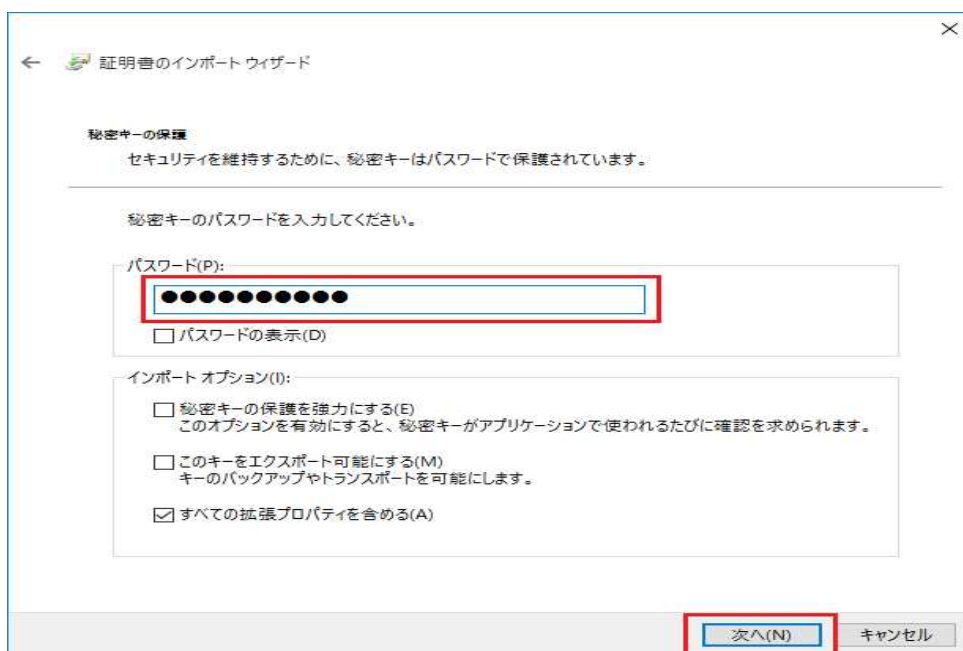 証明書のインポート ウィザード
秘密キーの保護
セキュリティを維持するために、秘密キーはパスワードで保護されています。
秘密キーのパスワードを入力してください。
パスワード(P):
●●●●●●●●●●
パスワードの表示(D)
インポート オプション(I):
秘密キーの保護を強力にする(E)
このオプションを有効にすると、秘密キーがアプリケーションで使われるたびに確認を求められます。
このキーをエクスポート可能にする(M)
キーのバックアップやトランスポートを可能にします。
すべての拡張プロパティを含める(A)
次へ(N)
キャンセル